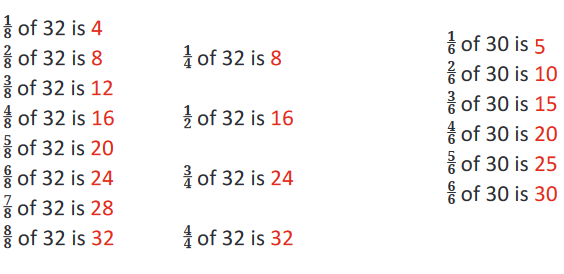 1/8 of 32 is 4
2/8 of 32 is 8
3/8 of 32 is 12
4/8 of 32 is 16
5/8 of 32 is 20
6/8 of 32 is 24
7/8 of 32 is 28
8/8 of 32 is 32
1/4 of 32 is 8
1/2 of 32 is 16
3/4 of 32 is 24
4/4 of 32 is 32
1/6 of 30 is 5
2/6 of 30 is 10
3/6 of 30 is 15
4/6 of 30 is 20
5/6 of 30 is 25
6/6 of 30 is 30